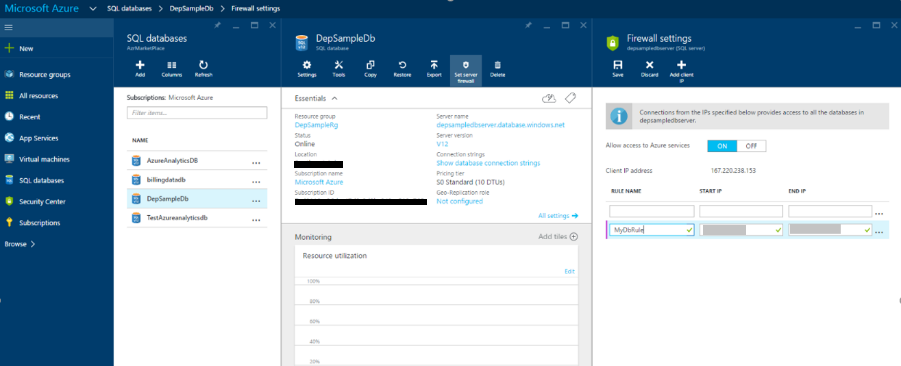 Microsoft Azure SQL databases DepSampleDb Firewall settings
New
Resource groups
All resources
Recent
App Services
Virtual machines
SQL databases
Security Center
Subscriptions
Browse
SQL databases
AzrMarketPlace
Add Columns Refresh
Subscriptions: Microsoft Azure
Filter items...
NAME
AzureAnalyticsDB ...
billingdatadb ...
DepSampleDb ...
TestAzureanalyticsdb ...
DepSampleDb
SQL database
Settings Tools Copy Restore Export Set server firewall Delete
Essentials
Resource group
DepSampleRg
Status
Online
Location
Subscription name
Microsoft Azure
Subscription ID
Server name
depsampledbserver.database.windows.net
Server version
V12
Connection strings
Show database connection strings
Pricing tier
S0 Standard (10 DTUs)
Geo-Replication role
Not configured
All settings
Monitoring Add tiles
Resource utilization
Edit
100%
80%
60%
40%
20%
Firewall settings
depsampledbserver (SQL server)
Save Discard Add client IP
Connections from the IPs specified below provides access to all the databases in
depsampledbserver.
Allow access to Azure services ON OFF
Client IP address 167.220.238.153
RULE NAME START IP END IP
...
MyDbRule ...